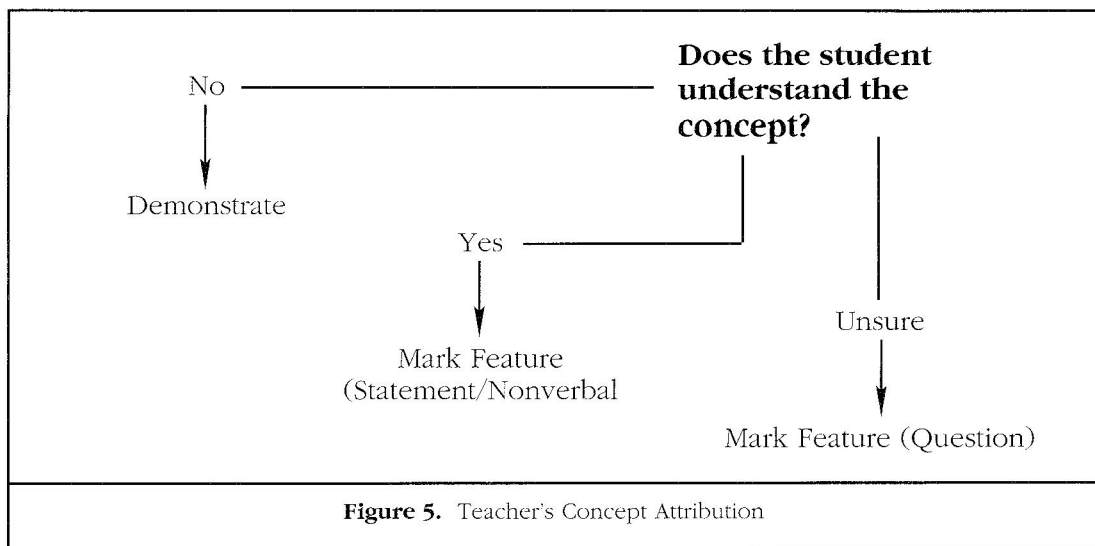 Does the student
understand the
concept?
No
Demonstrate
Yes
Mark Feature
(Statement/Nonverbal
Unsure
Mark Feature (Question)
Figure 5. Teacher's Concept Attribution